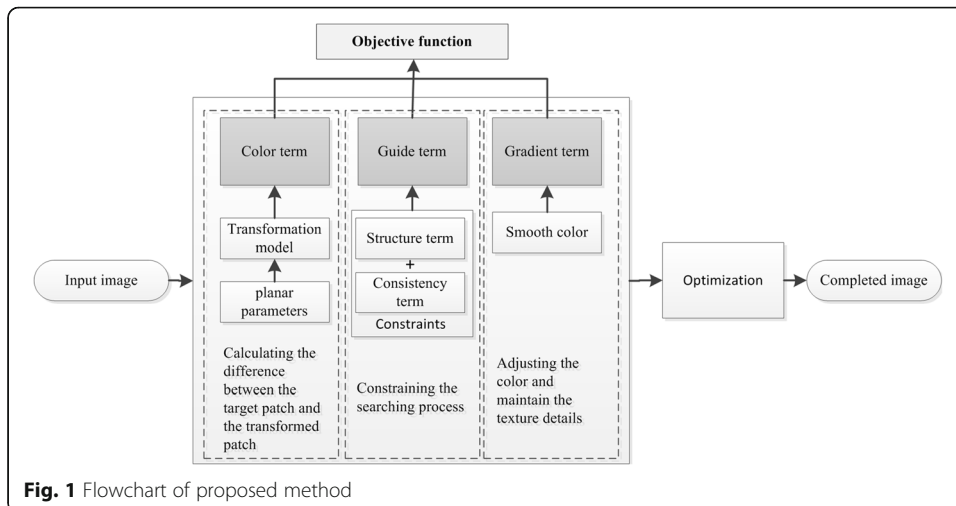 Objective function
Color term
Guide term
Gradient term
Transformation
model
Structure term
Smooth color
+
Input image
planar
parameters
Consistency
term
Constraints
Optimization
Completed image
Calculating the
difference
between the
target patch and
the transformed
patch
Constraining the
searching process
Adjusting the
color and
maintain the
texture details
Fig. 1 Flowchart of proposed method